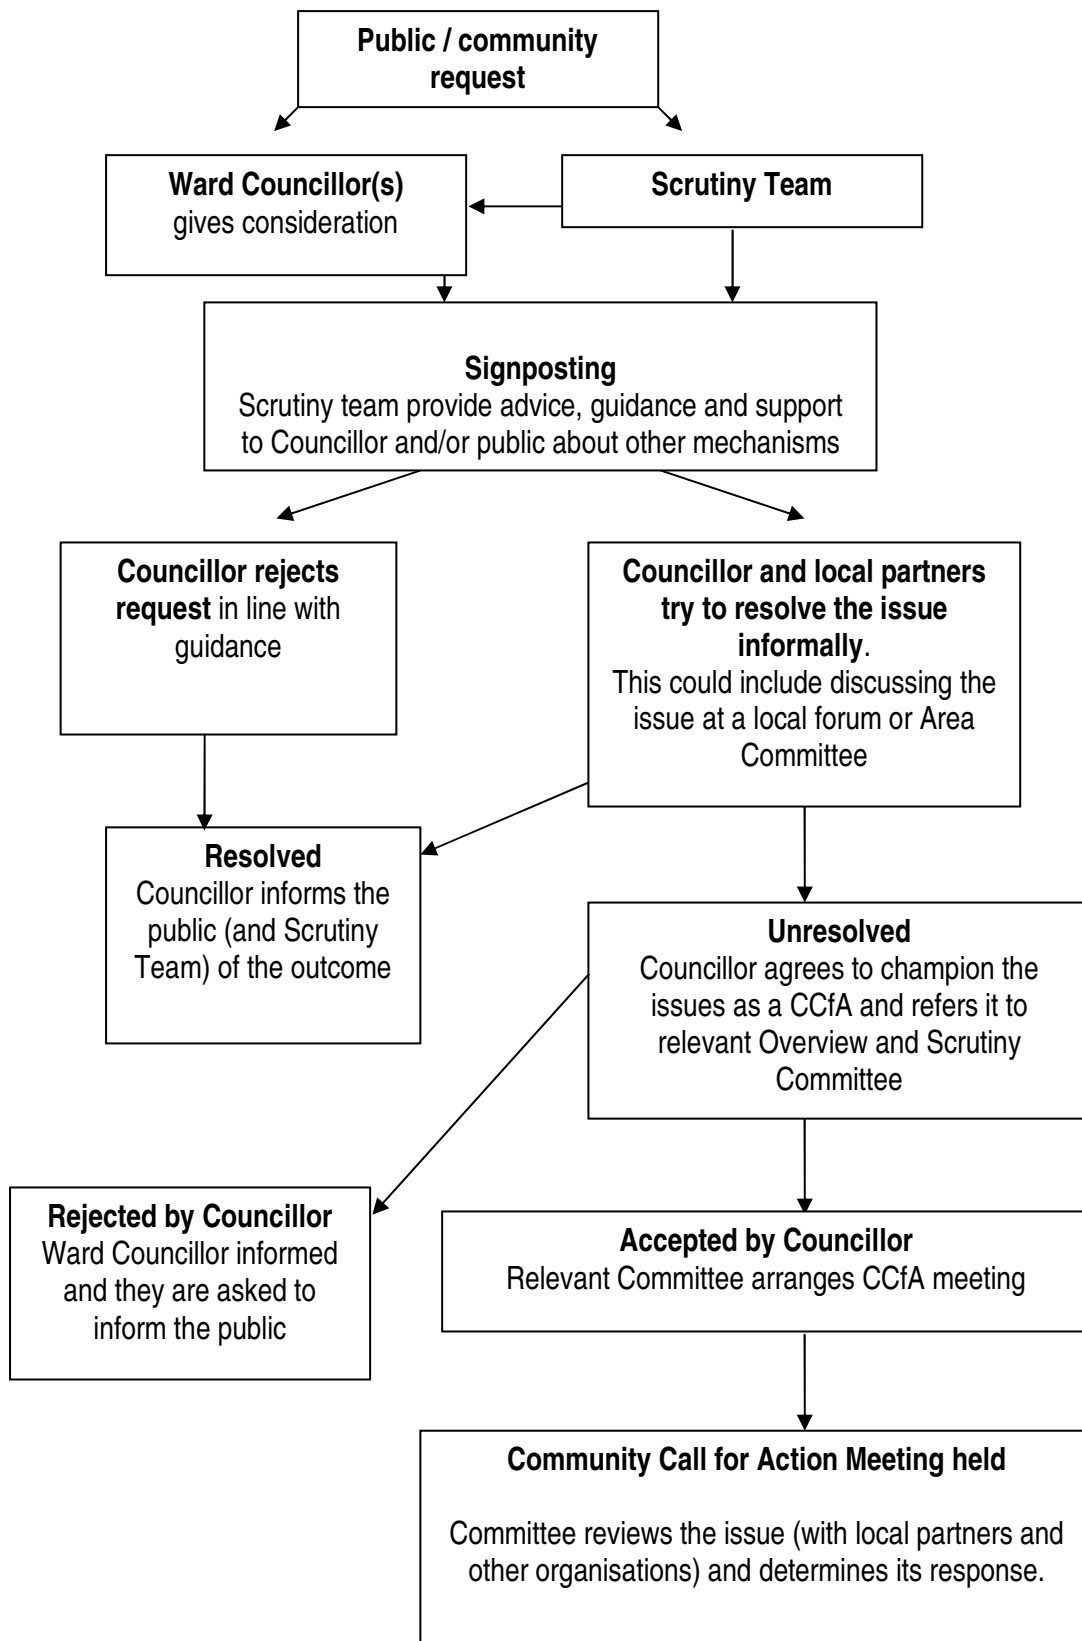 Public / community
request
Ward Councillor(s)
gives consideration
Scrutiny Team
Signposting
Scrutiny team provide advice, guidance and support
to Councillor and/or public about other mechanisms
Councillor rejects
request in line with
guidance
Councillor and local partners
try to resolve the issue
informally.
This could include discussing the
issue at a local forum or Area
Committee
Resolved
Councillor informs the
public (and Scrutiny
Team) of the outcome
Unresolved
Councillor agrees to champion the
issues as a CCfA and refers it to
relevant Overview and Scrutiny
Committee
Rejected by Councillor
Ward Councillor informed
and they are asked to
inform the public
Accepted by Councillor
Relevant Committee arranges CCfA meeting
Community Call for Action Meeting held
Committee reviews the issue (with local partners and
other organisations) and determines its response.